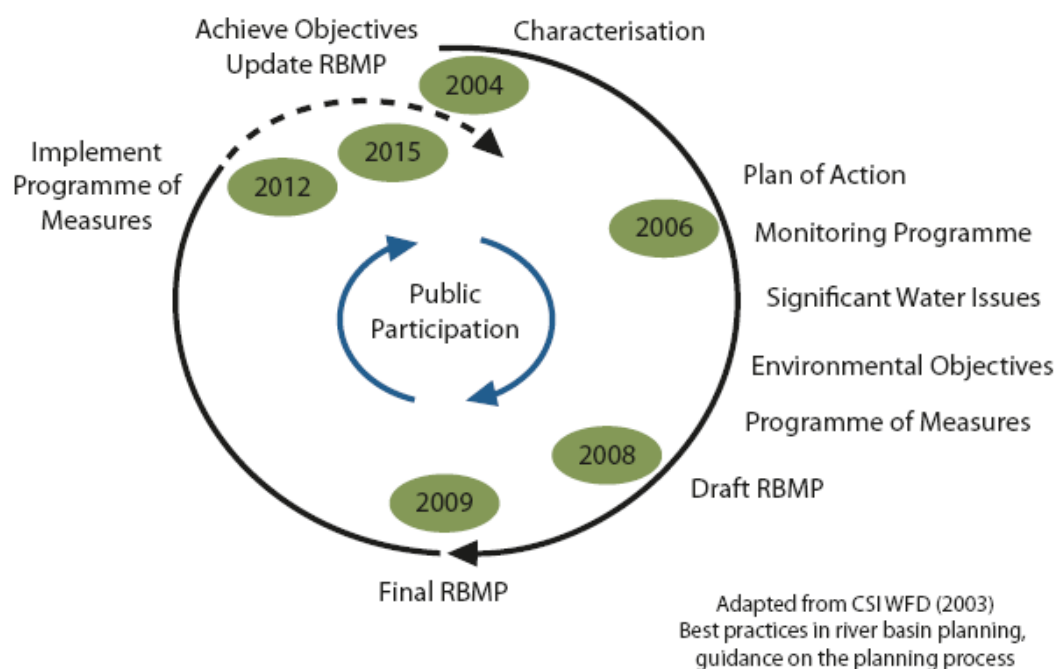 Achieve Objectives
Update RBMP
Characterisation
2004
2015
2012
Implement
Programme of
Measures
Plan of Action
2006
Monitoring Programme
Significant Water Issues
Public
Participation
Environmental Objectives
Programme of Measures
2008
Draft RBMP
2009
Final RBMP
Adapted from CSI WFD (2003)
Best practices in river basin planning,
guidance on the planning process